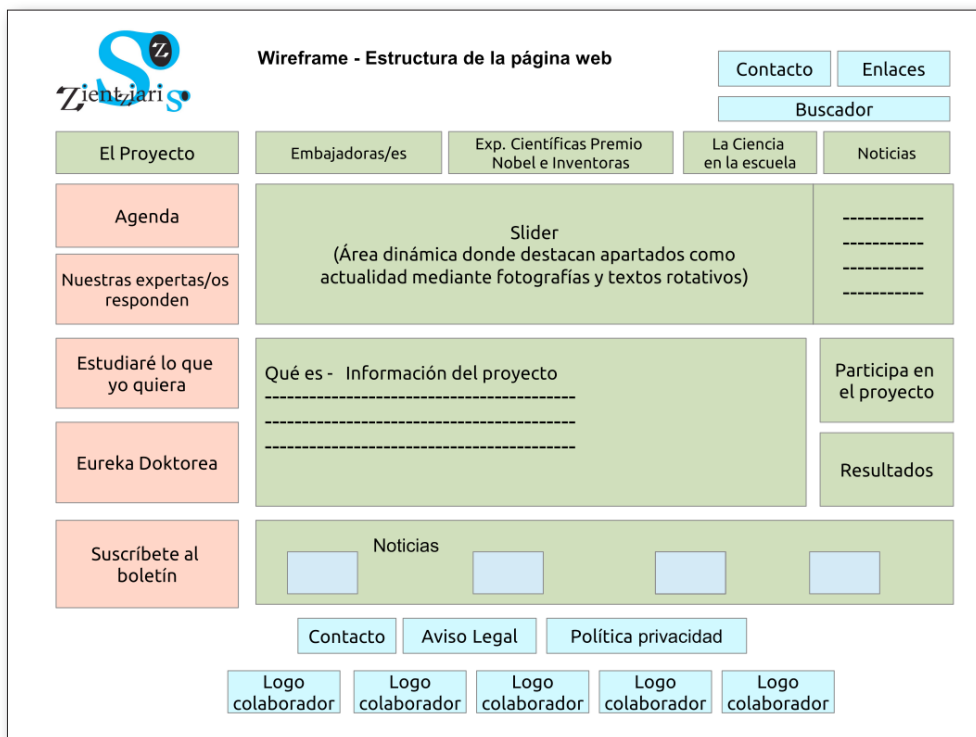 Z
Zientziaris
Wireframe - Estructura de la página web
Contacto
Enlaces
Buscador
El Proyecto
Embajadoras/es
Exp. Científicas Premio
Nobel e Inventoras
La Ciencia
en la escuela
Noticias
Agenda
Nuestras expertas/os
responden
Estudiaré lo que
yo quiera
Eureka Doktorea
Suscríbete al
boletín
Slider
(Área dinámica donde destacan apartados como
actualidad mediante fotografías y textos rotativos)
-----------
-----------
-----------
-----------
Qué es - Información del proyecto
------------------------------------------
------------------------------------------
------------------------------------------
Participa en
el proyecto
Resultados
Noticias
Contacto
Aviso Legal
Política privacidad
Logo
colaborador
Logo
colaborador
Logo
colaborador
Logo
colaborador
Logo
colaborador